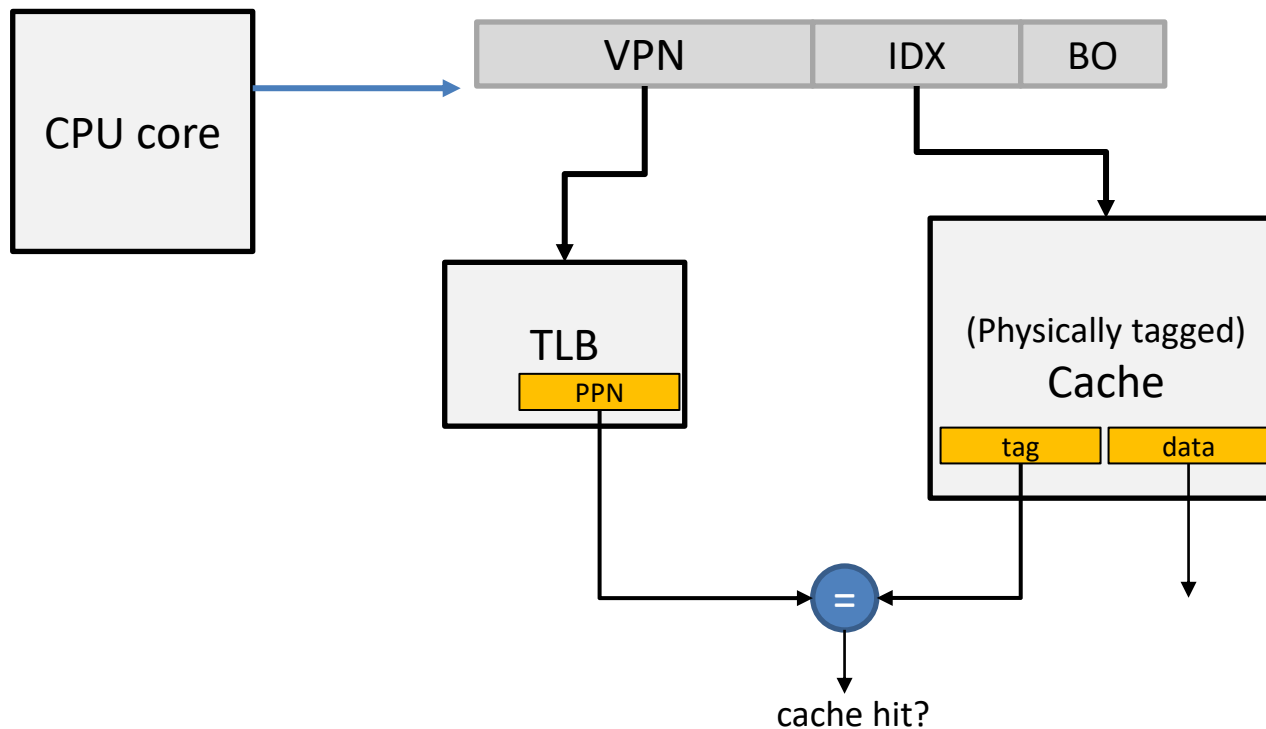 VPN IDX BO
CPU core
(Physically tagged)
TLB
Cache
PPN
tag data
=
cache hit?